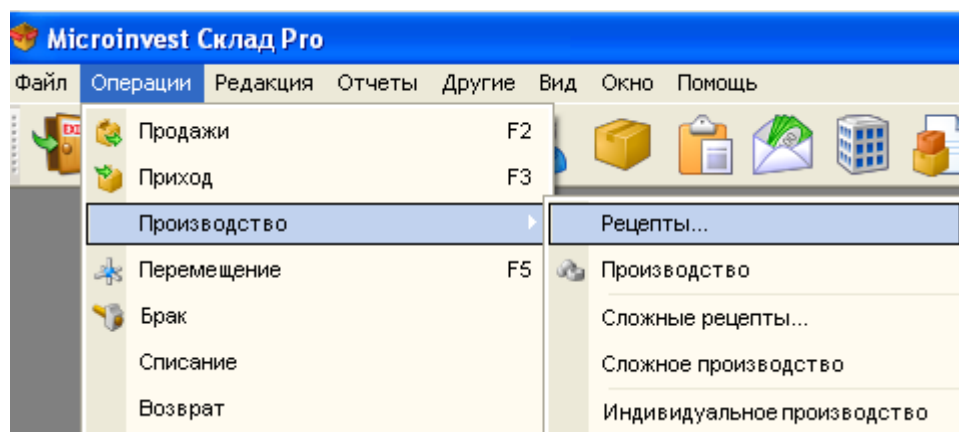 Microinvest Склад Pro
Файл Операции Редакция Отчеты Другие Вид Окно Помощь
Продажи F2
Приход F3
Производство
Рецепты...
Перемещение F5
Производство
Брак
Сложные рецепты...
Списание
Сложное производство
Возврат
Индивидуальное производство